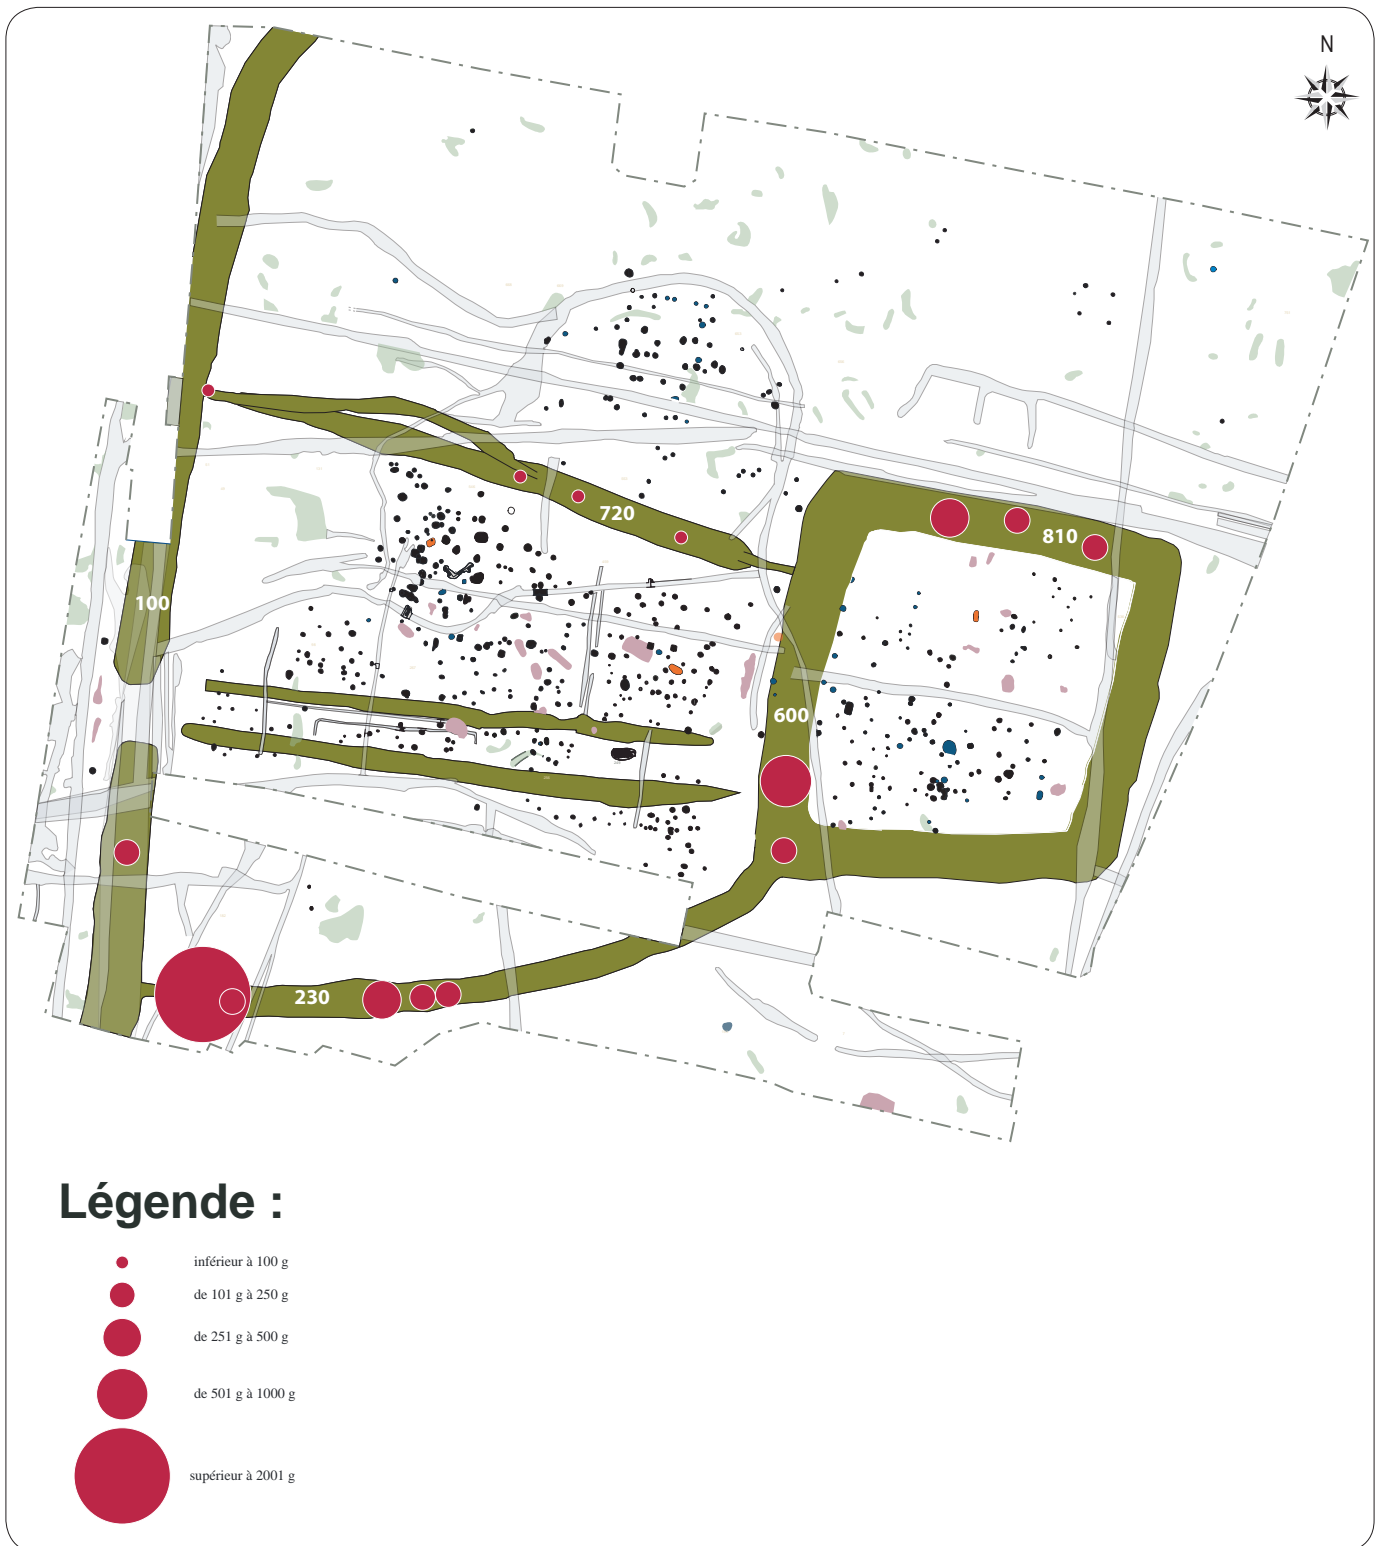 N
720
810
100
600
230
Légende :
inférieur à 100 g
de 101 g à 250 g
de 251 g à 500 g
de 501 g à 1000 g
supérieur à 2001 g